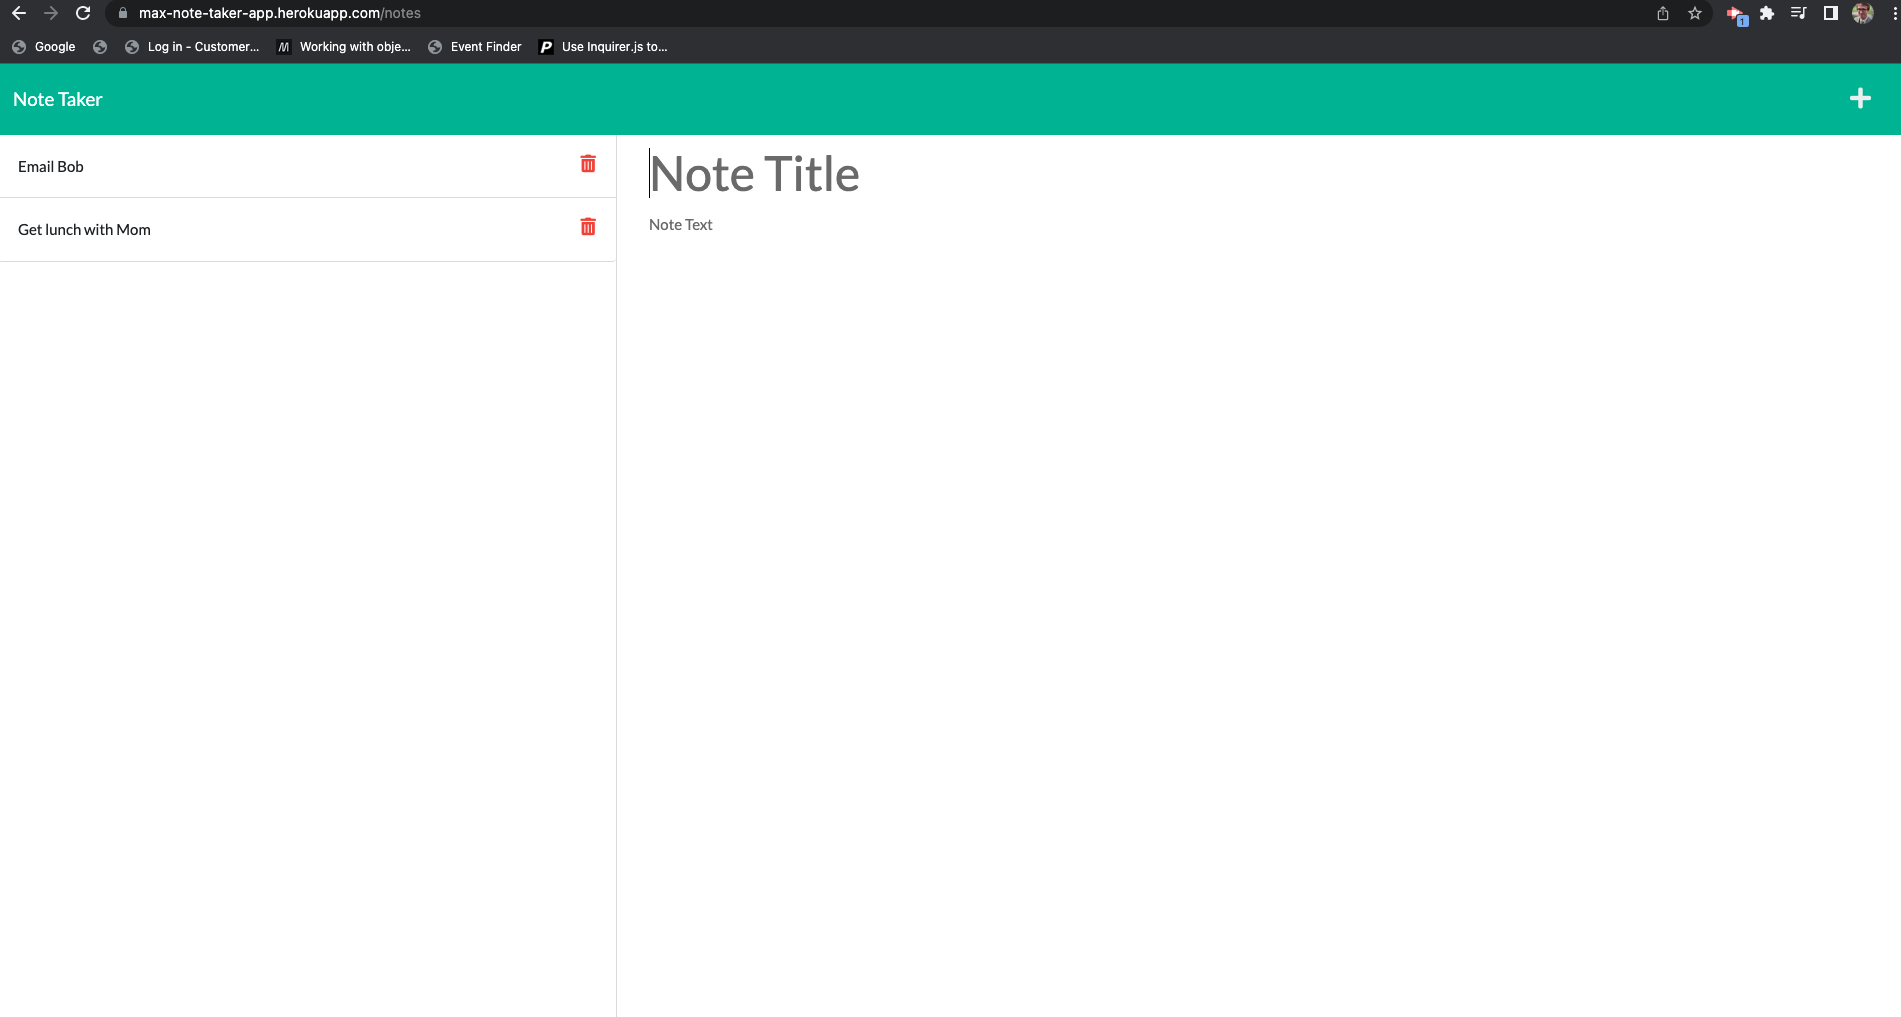 max-note-taker-app.herokuapp.com/notes
Google Log in - Customer... M Working with obje... Event Finder P Use Inquirer.js to...
1
Note Taker
Email Bob
Get lunch with Mom
Note Title
Note Text